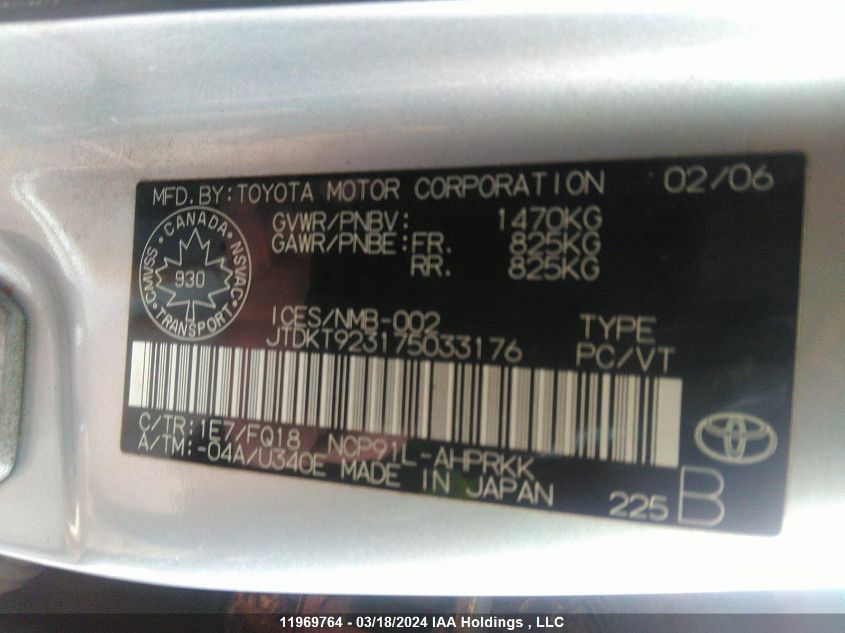 MFD.BY:TOYOTA MOTOR CORPORATION 02/06
GVWR/PNBV: 1470KG
GAWR/PNBE:FR. 825KG
RR. 825KG
CANADA
CMVSS NSVAC
930
TRANSPORT
ICES/NMB-002 TYPE
JTDKT923175033176 PC/VT
C/TR:1E7/FQ18 NCP91L-AHPRKK
A/TM:-04A/U340E MADE IN JAPAN 225 B
11969764 - 03/18/2024 IAA Holdings , LLC